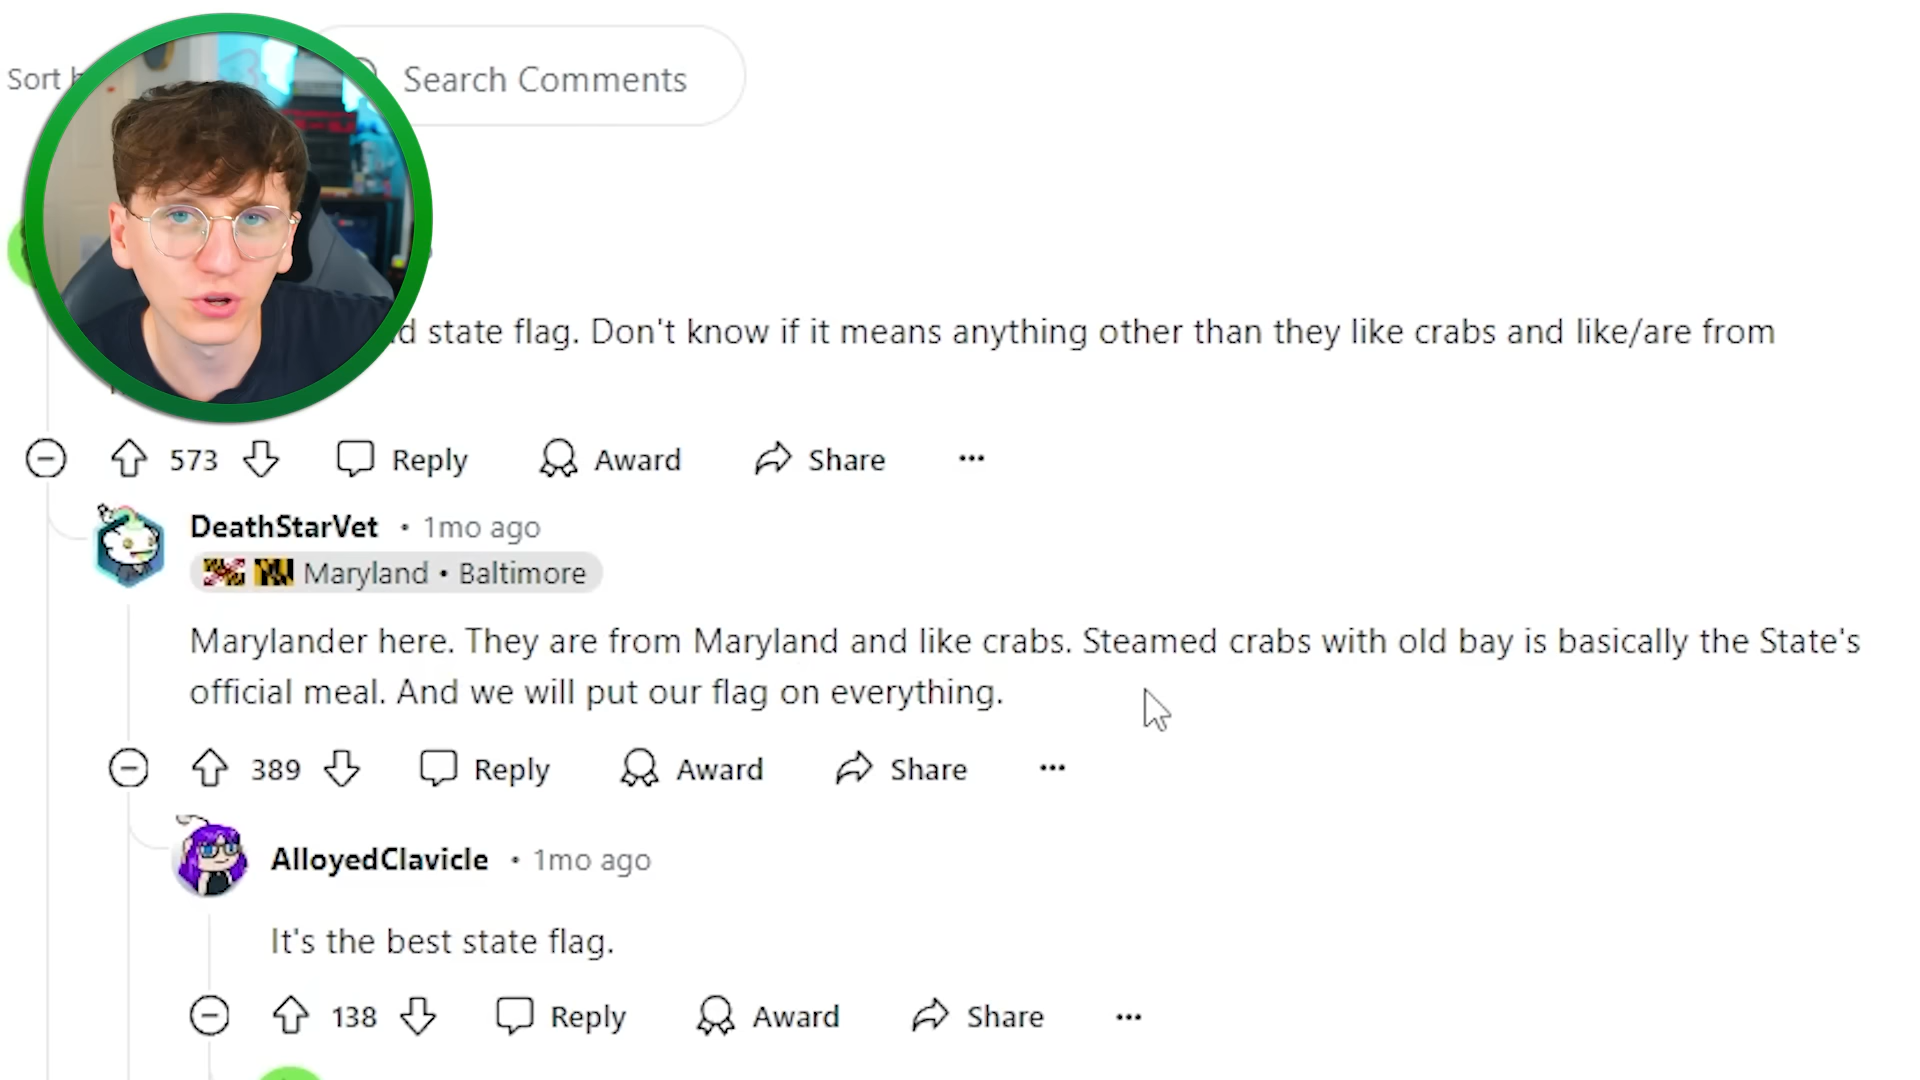 Sort
Search Comments
state flag. Don't know if it means anything other than they like crabs and like/are from
573 Reply Award Share
DeathStarVet • 1mo ago
Maryland • Baltimore
Marylander here. They are from Maryland and like crabs. Steamed crabs with old bay is basically the State's
official meal. And we will put our flag on everything.
389 Reply Award Share
AlloyedClavicle • 1mo ago
It's the best state flag.
138 Reply Award Share